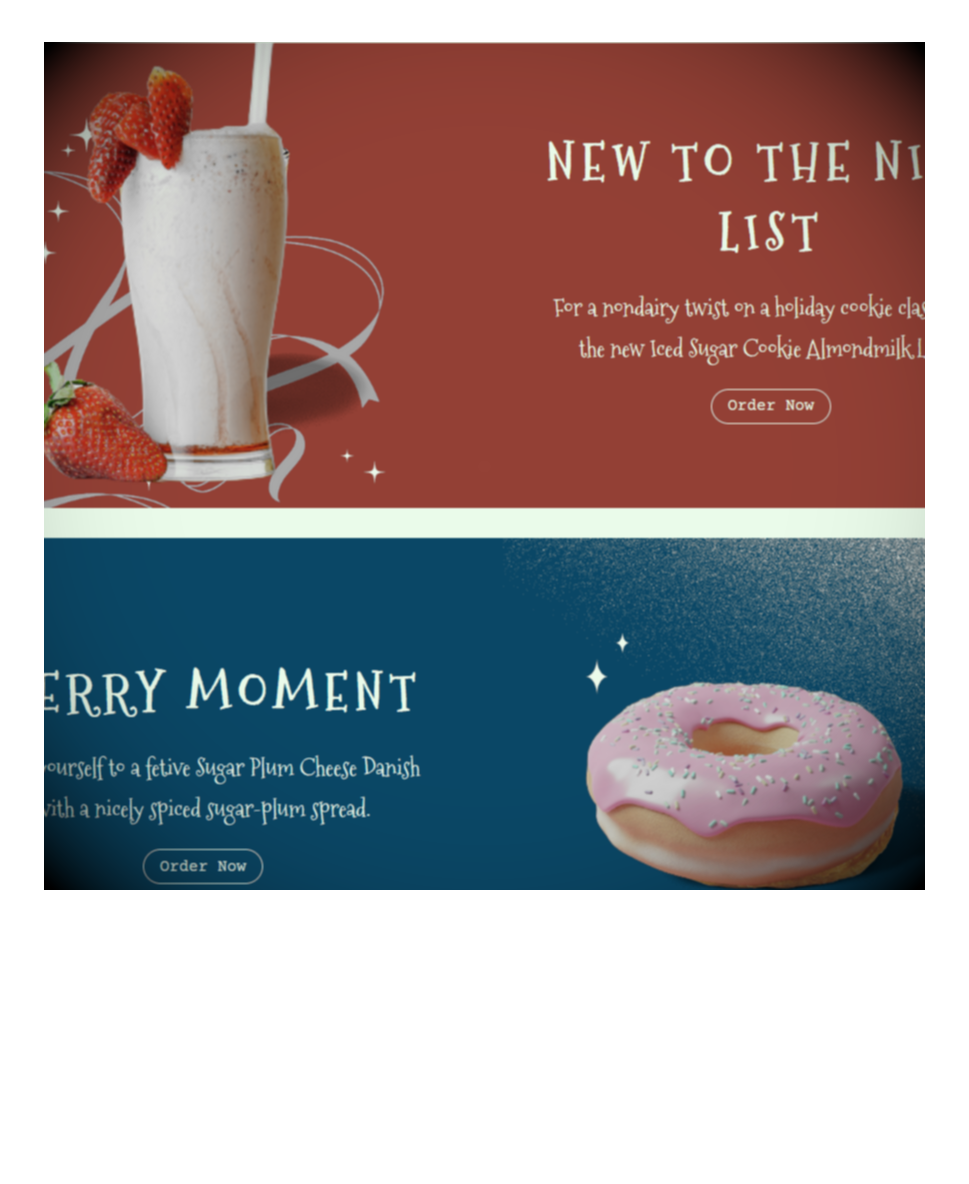 NEW TO THE NI
LIST
For a nondairy twist on a holiday cookie clas
the new Iced Sugar Cookie Almondmilk L
Order Now
ERRY MOMENT
ourself to a fetive Sugar Plum Cheese Danish
with a nicely spiced sugar-plum spread.
Order Now